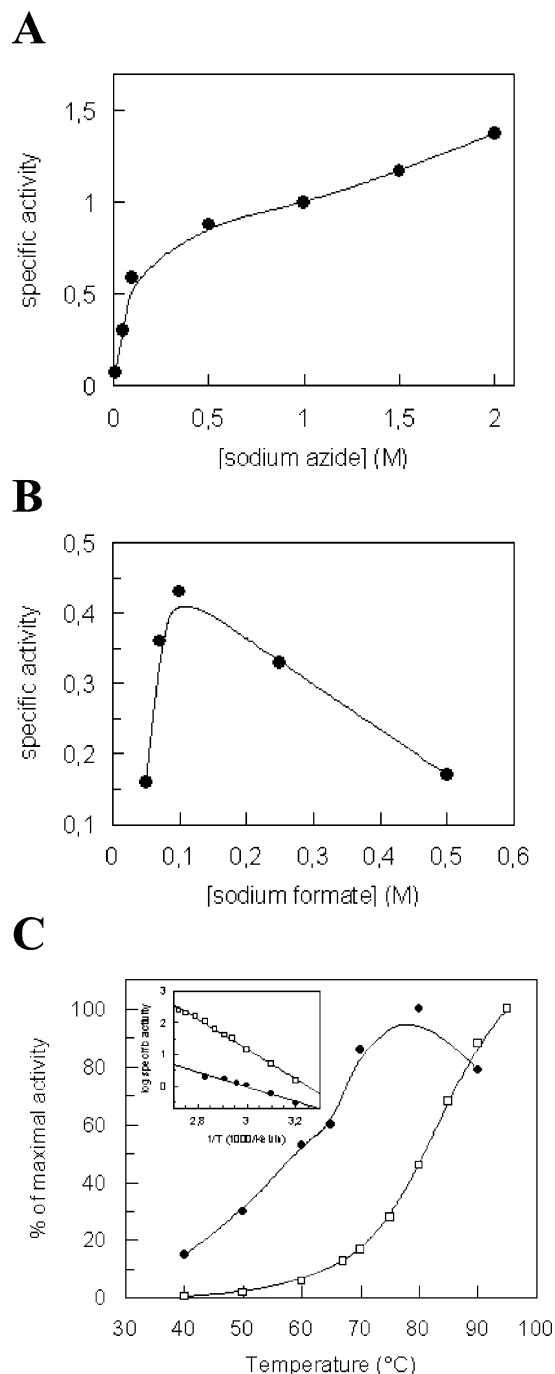 A
1,5
1
0,5
0
specific activity
0 0,5 1 1,5 2
[sodium azide] (M)
B
0,5
0,4
0,3
0,2
0,1
specific activity
0 0,1 0,2 0,3 0,4 0,5 0,6
[sodium formate] (M)
C
100
80
60
40
20
0
% of maximal activity
3
2
1
0
log specific activity
2.8 3 3.2
1/T (1000/Kelvin)
30 40 50 60 70 80 90 100
Temperature (°C)